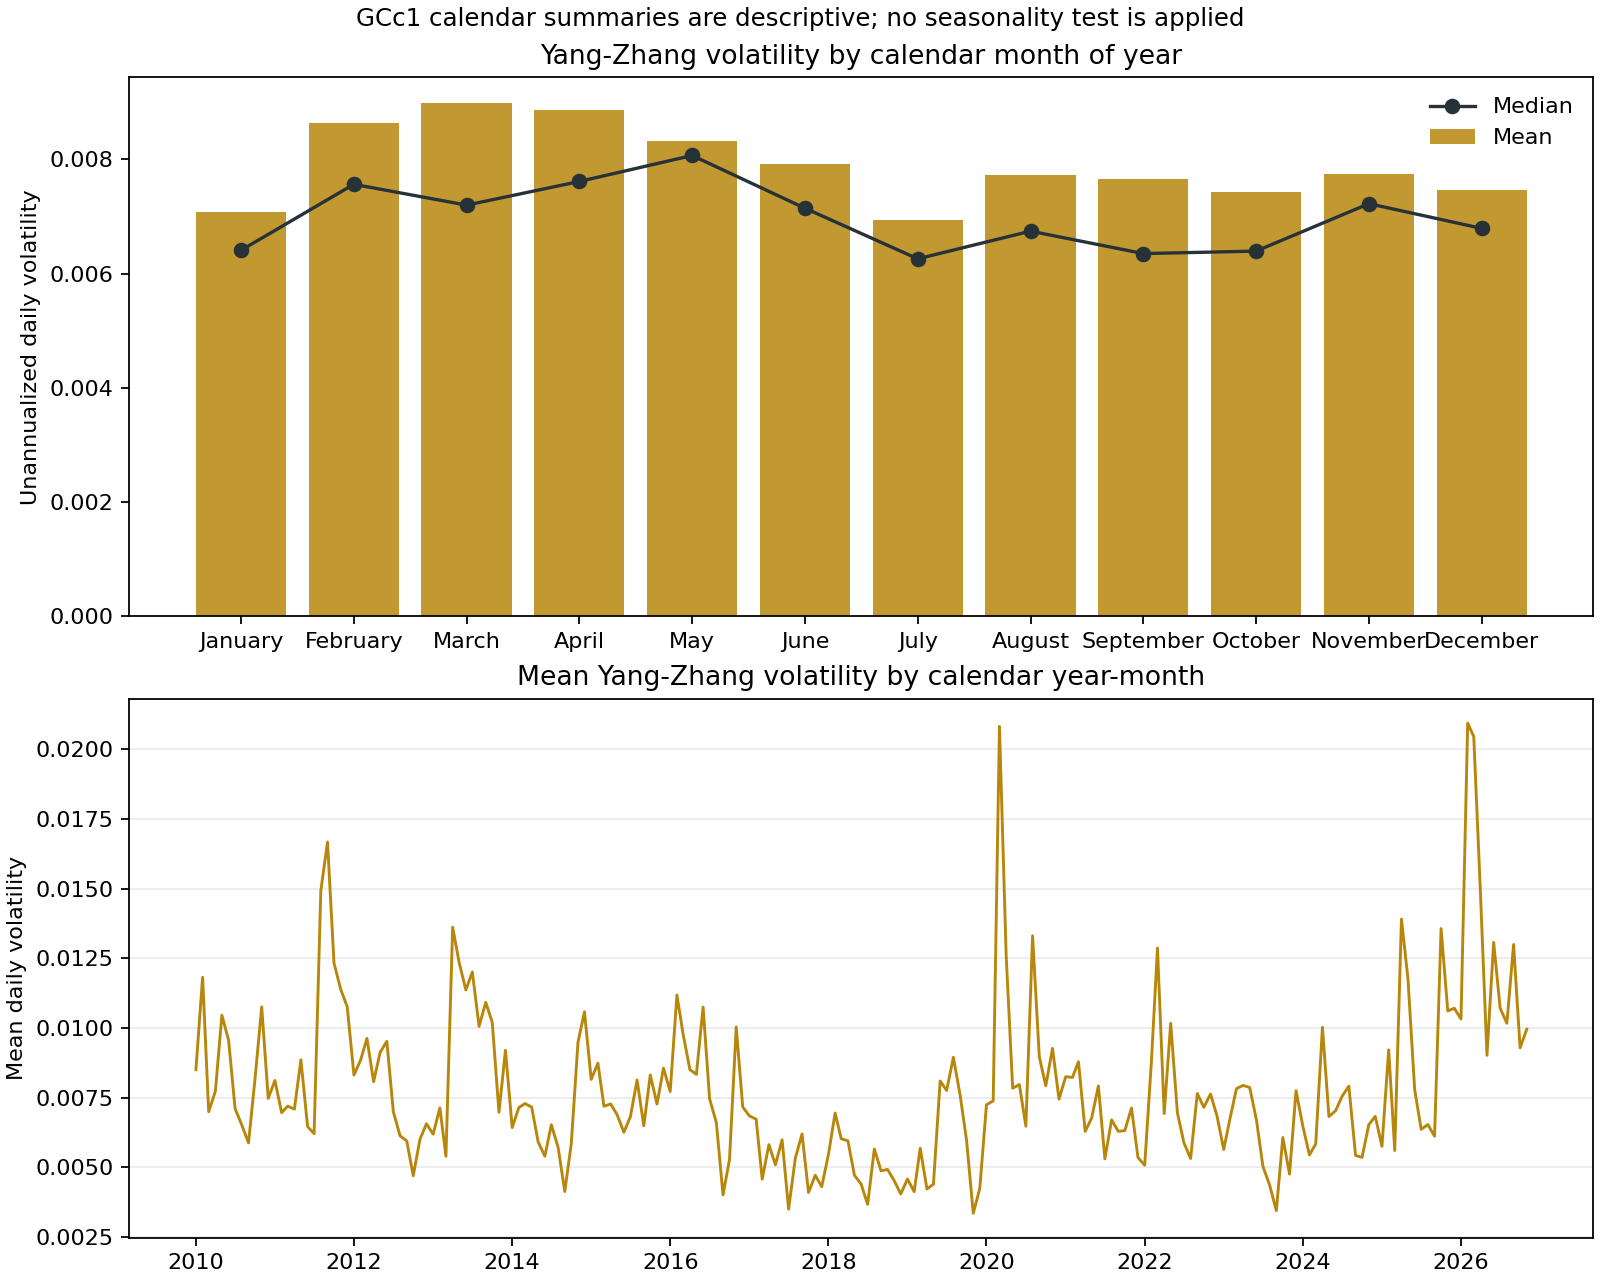 GCc1 calendar summaries are descriptive; no seasonality test is applied
Yang-Zhang volatility by calendar month of year
Median
Mean
Unannualized daily volatility
0.008
0.006
0.004
0.002
0.000
January February March April May June July August September October November December
Mean Yang-Zhang volatility by calendar year-month
Mean daily volatility
0.0200
0.0175
0.0150
0.0125
0.0100
0.0075
0.0050
0.0025
2010 2012 2014 2016 2018 2020 2022 2024 2026